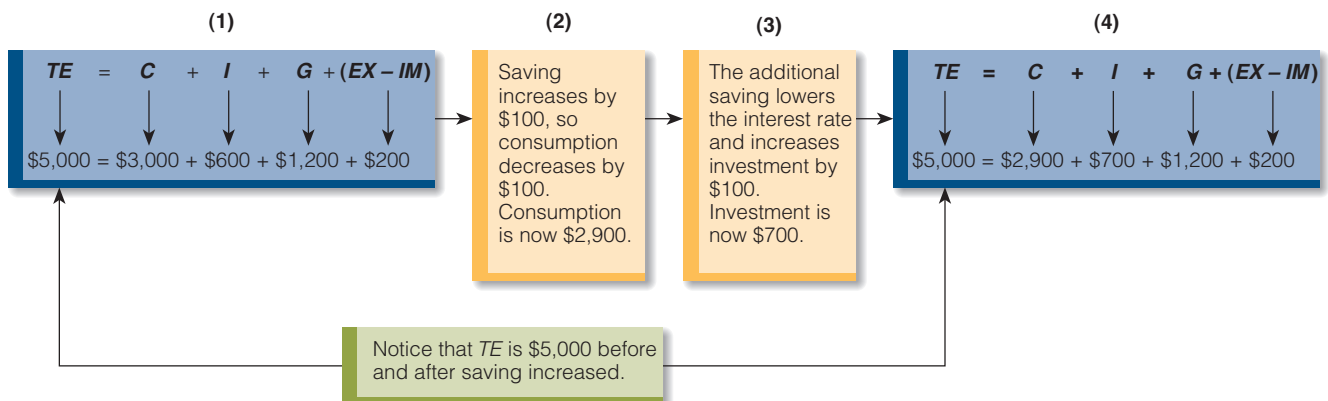 (1)
TE = C + I + G + (EX – IM)
$5,000 = $3,000 + $600 + $1,200 + $200
(2)
Saving
increases by
$100, so
consumption
decreases by
$100.
Consumption
is now $2,900.
(3)
The additional
saving lowers
the interest rate
and increases
investment by
$100.
Investment is
now $700.
(4)
TE = C + I + G + (EX – IM)
$5,000 = $2,900 + $700 + $1,200 + $200
Notice that TE is $5,000 before
and after saving increased.